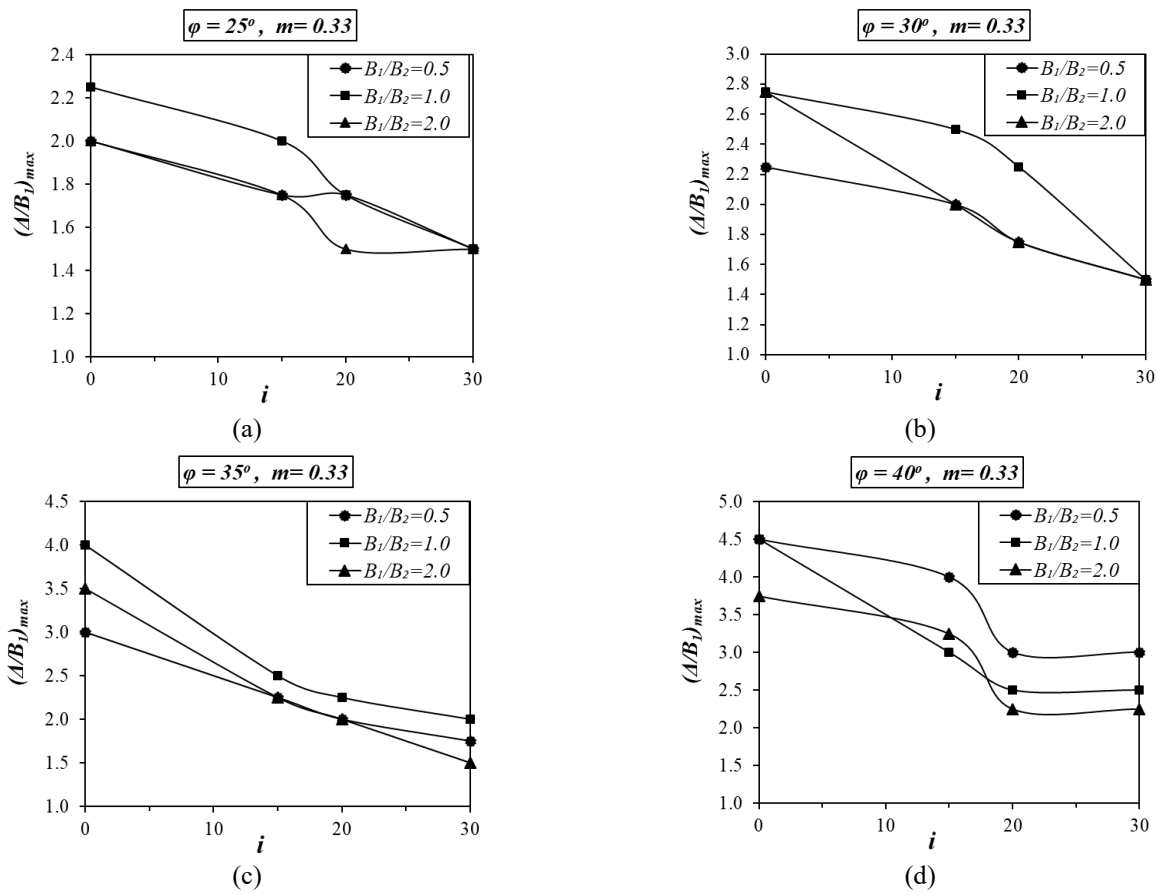 φ = 25º , m= 0.33
2.4
2.2
2.0
1.8
1.6
1.4
1.2
1.0
(Δ/B₁)max
B₁/B₂=0.5
B₁/B₂=1.0
B₁/B₂=2.0
0 10 20 30
i
(a)
φ = 30º , m= 0.33
3.0
2.8
2.6
2.4
2.2
2.0
1.8
1.6
1.4
1.2
1.0
(Δ/B₁)max
B₁/B₂=0.5
B₁/B₂=1.0
B₁/B₂=2.0
0 10 20 30
i
(b)
φ = 35º , m= 0.33
4.5
4.0
3.5
3.0
2.5
2.0
1.5
1.0
(Δ/B₁)max
B₁/B₂=0.5
B₁/B₂=1.0
B₁/B₂=2.0
0 10 20 30
i
(c)
φ = 40º , m= 0.33
5.0
4.5
4.0
3.5
3.0
2.5
2.0
1.5
1.0
(Δ/B₁)max
B₁/B₂=0.5
B₁/B₂=1.0
B₁/B₂=2.0
0 10 20 30
i
(d)